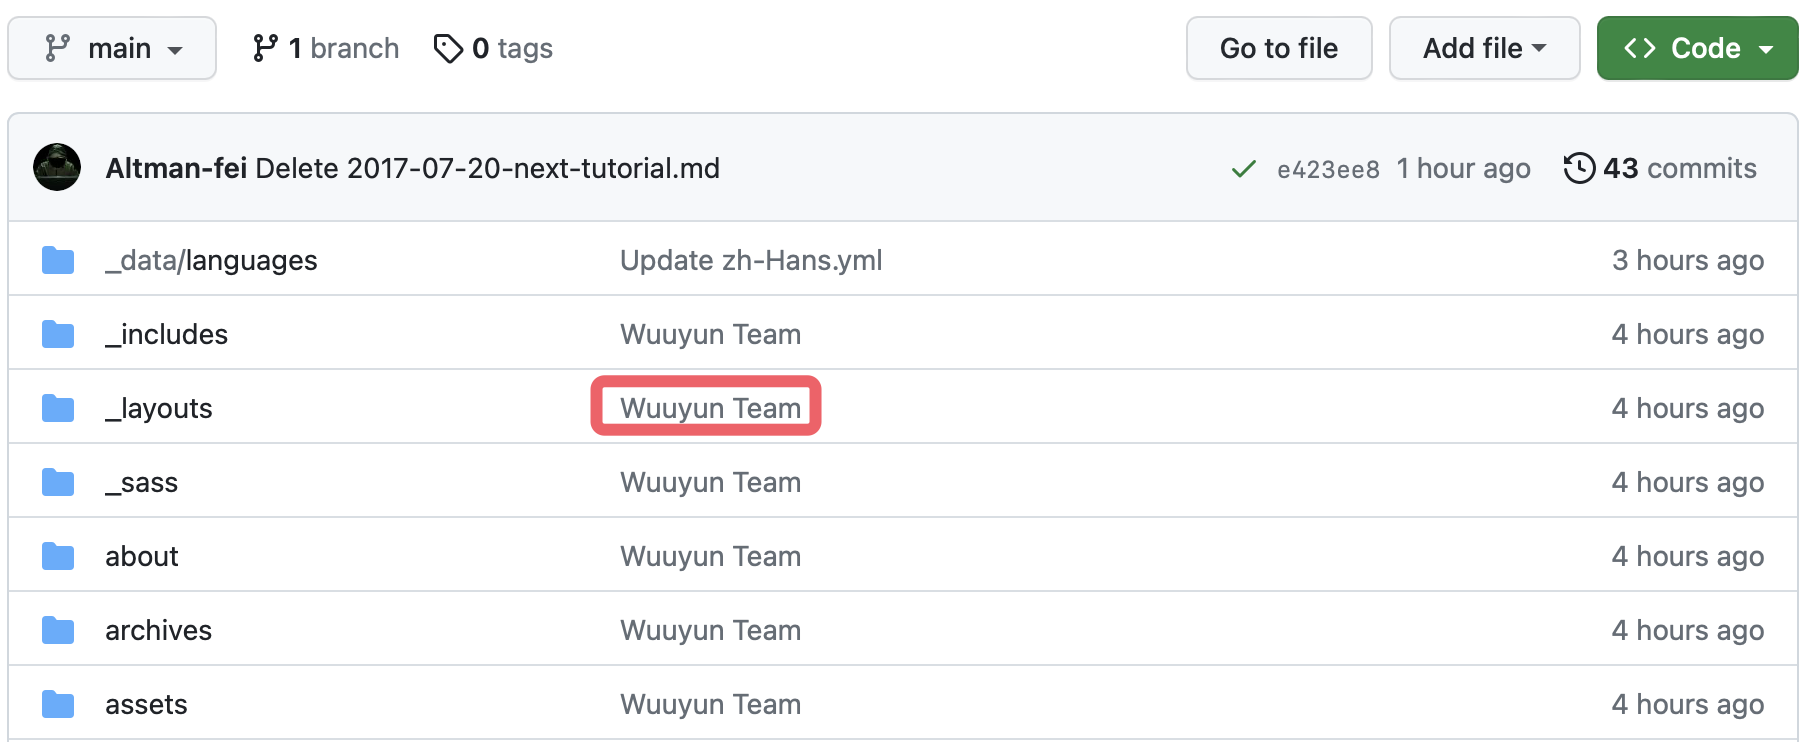 main 1 branch 0 tags Go to file Add file Code
Altman-fei Delete 2017-07-20-next-tutorial.md e423ee8 1 hour ago 43 commits
_data/languages Update zh-Hans.yml 3 hours ago
_includes Wuuyun Team 4 hours ago
_layouts Wuuyun Team 4 hours ago
_sass Wuuyun Team 4 hours ago
about Wuuyun Team 4 hours ago
archives Wuuyun Team 4 hours ago
assets Wuuyun Team 4 hours ago